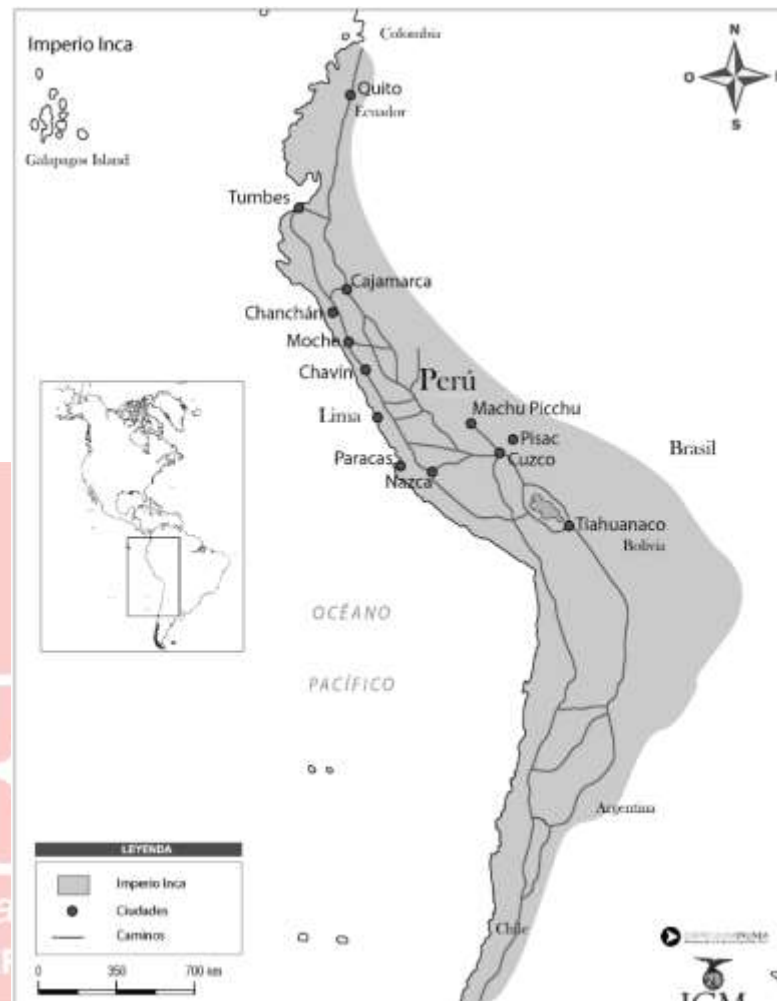 Imperio Inca
Colombia
N
O
E
S
Quito
Ecuador
Galapagos Island
Tumbes
Cajamarca
Chanchán
Moche
Chavín
Perú
Machu Picchu
Lima
Pisac
Brasil
Cuzco
Paracas
Nazca
Tiahuanaco
Bolivia
OCÉANO
PACÍFICO
Argentina
LEYENDA
Imperio Inca
Ciudades
Caminos
Chile
0 350 700 km
IGM